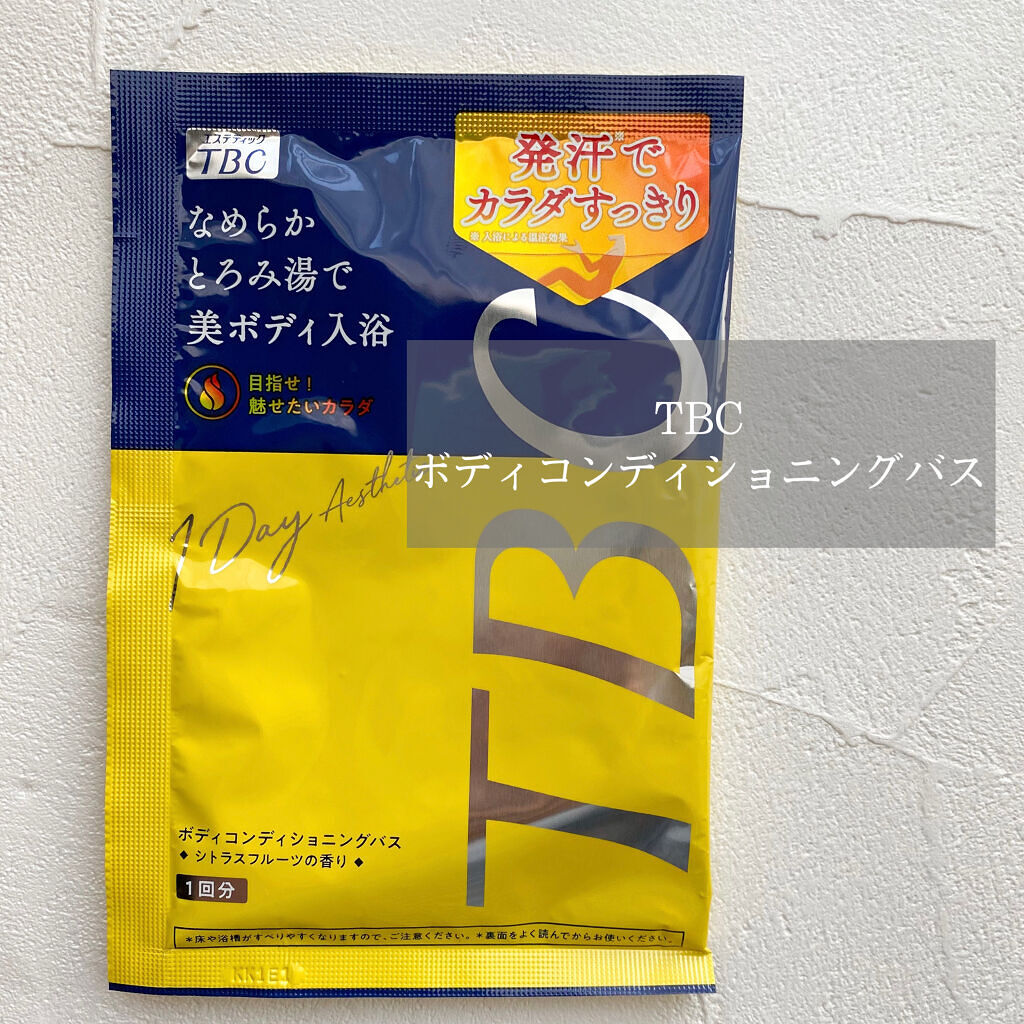 エステティック
TBC
発汗※で
カラダすっきり
※ 入浴による温浴効果
なめらか
とろみ湯で
美ボディ入浴
目指せ!
魅せたいカラダ
TBC
ボディコンディショニングバス
1 Day
TBC
ボディコンディショニングバス
◆ シトラスフルーツの香り ◆
1回分
*床や浴槽がすべりやすくなりますので、ご注意ください。*裏面をよく読んでからお使いください。
KK1E1